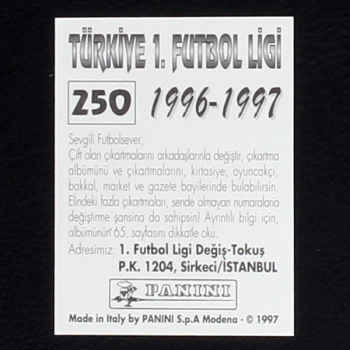 TÜRKİYE 1. FUTBOL LİGİ
250 1996-1997
Sevgili Futbolsever,
Çift olan çıkartmalarını arkadaşlarınla değiştir, çıkartma
albümünü ve çıkartmalarını, kırtasiye, oyuncakçı,
bakkal, market ve gazete bayilerinde bulabilirsin.
Elindeki fazla çıkartmaları, sende olmayan numaralarla
değiştirme şansına da sahipsin! Ayrıntılı bilgi için,
albümünün 65. sayfasını dikkatle oku.
Adresimiz: 1. Futbol Ligi Değiş-Tokuş
P.K. 1204, Sirkeci/İSTANBUL
PANINI
Made in Italy by PANINI S.p.A Modena - © 1997